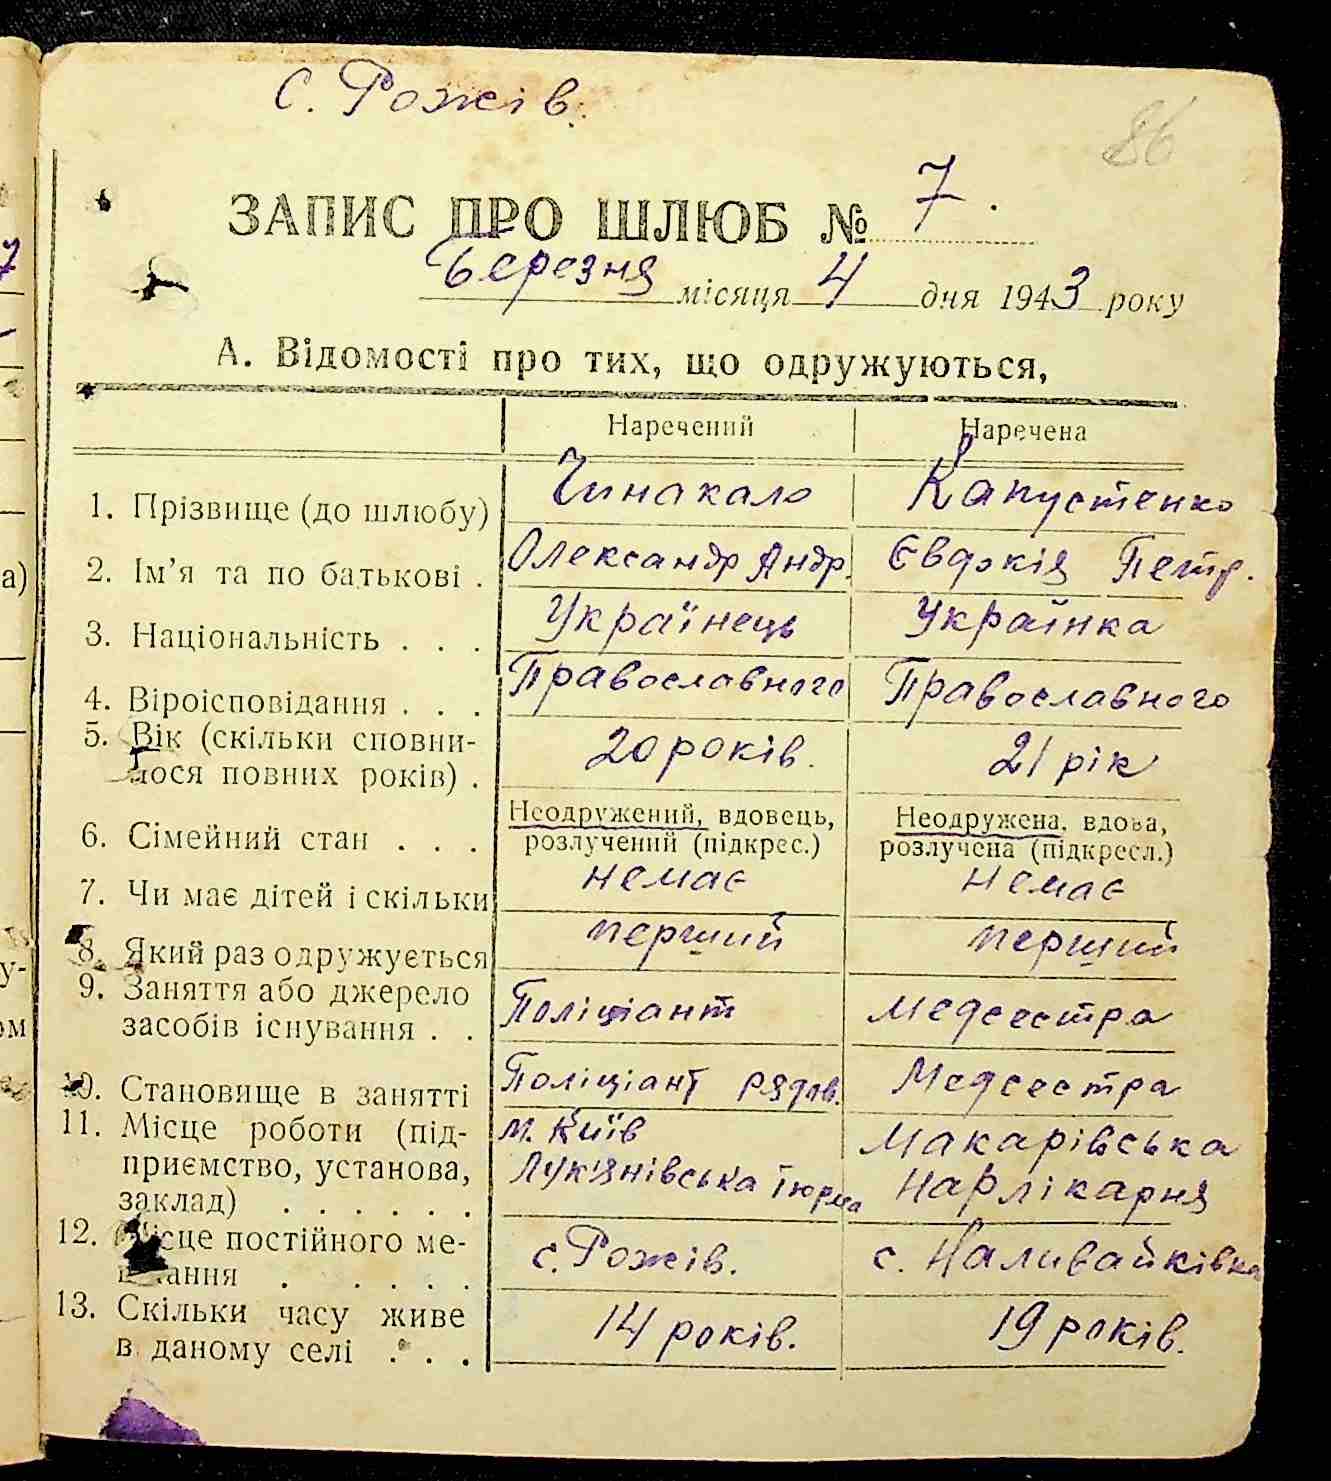 с. Рожів.
86
ЗАПИС ПРО ШЛЮБ № 7.
Березня місяця 4 дня 1943 року
А. Відомості про тих, що одружуються,
Наречений Наречена
1. Прізвище (до шлюбу) Чинакало Капустенко
2. Ім'я та по батькові . Олександр Андр. Євдокія Петр.
3. Національність . . . Українець Українка
4. Віроісповідання . . . Православного Православного
5. Вік (скільки сповни-
лося повних років) . 20 років. 21 рік
6. Сімейний стан . . . Неодружений, вдовець, розлучений (підкрес.) Неодружена, вдова, розлучена (підкресл.)
7. Чи має дітей і скільки немає немає
8. Який раз одружується перший перший
9. Заняття або джерело
засобів існування . . Поліціант Медсестра
10. Становище в занятті Поліціант рядов. Медсестра
11. Місце роботи (під- м. Київ Макарівська
приємство, установа, Лук'янівська тюрма Нарлікарня
заклад) . . . . . .
12. Місце постійного ме-
шкання . . . . . с. Рожів. с. Наливайківка
13. Скільки часу живе
в даному селі . . . 14 років. 19 років.